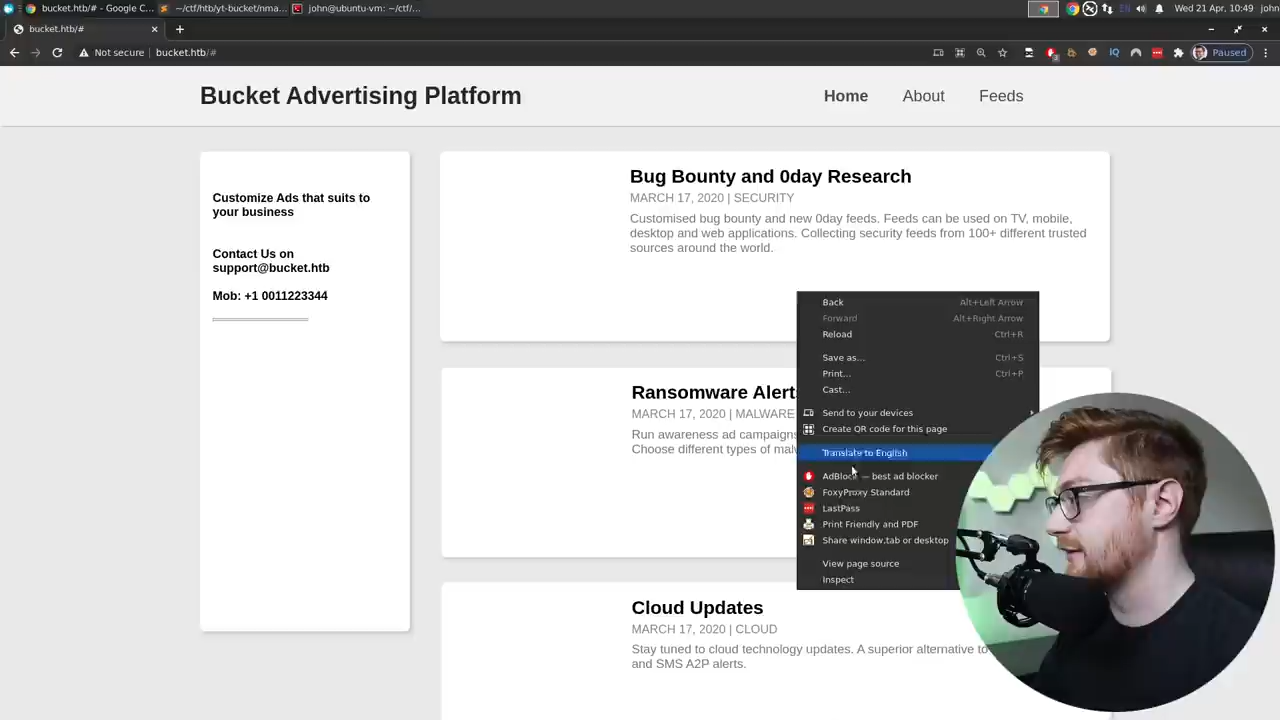 bucket.htb/# - Google C...
~/ctf/htb/yt-bucket/nma...
john@ubuntu-vm: ~/ctf/...
EN
Wed 21 Apr, 10:49
john
bucket.htb/#
Not secure
bucket.htb/#
IQ
Paused
Bucket Advertising Platform
Home
About
Feeds
Customize Ads that suits to
your business
Contact Us on
support@bucket.htb
Mob: +1 0011223344
Bug Bounty and 0day Research
MARCH 17, 2020 | SECURITY
Customised bug bounty and new 0day feeds. Feeds can be used on TV, mobile,
desktop and web applications. Collecting security feeds from 100+ different trusted
sources around the world.
Ransomware Alerts
MARCH 17, 2020 | MALWARE
Run awareness ad campaigns
Choose different types of
Cloud Updates
MARCH 17, 2020 | CLOUD
Stay tuned to cloud technology updates. A superior alternative to
and SMS A2P alerts.
Back Alt+Left Arrow
Forward Alt+Right Arrow
Reload Ctrl+R
Save as... Ctrl+S
Print... Ctrl+P
Cast...
Send to your devices
Create QR code for this page
Translate to English
AdBlock — best ad blocker
FoxyProxy Standard
LastPass
Print Friendly and PDF
Share window,tab or desktop
View page source
Inspect